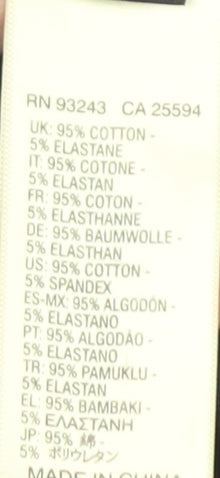 RN 93243 CA 25594
UK: 95% COTTON -
5% ELASTANE
IT: 95% COTONE -
5% ELASTAN
FR: 95% COTON -
5% ELASTHANNE
DE: 95% BAUMWOLLE -
5% ELASTHAN
US: 95% COTTON -
5% SPANDEX
ES-MX: 95% ALGODÓN -
5% ELASTANO
PT: 95% ALGODÃO -
5% ELASTANO
TR: 95% PAMUKLU -
5% ELASTAN
EL: 95% BAMBAKI -
5% ΕΛΑΣΤΑΝΗ
JP: 95% 綿 -
5% ポリウレタン
MADE IN CHINA